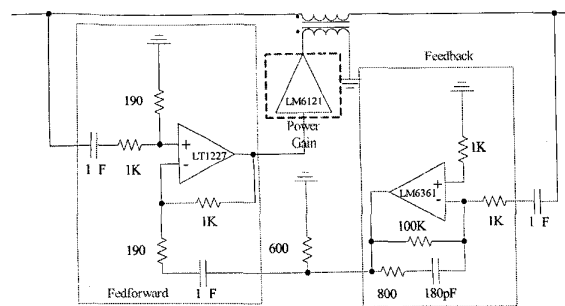 Feedback
190
LM6121
Power
Gain
LT1227
1K
1 F
1K
1K
LM6361
1K
1 F
100K
190
600
1 F
800
180pF
Fedforward